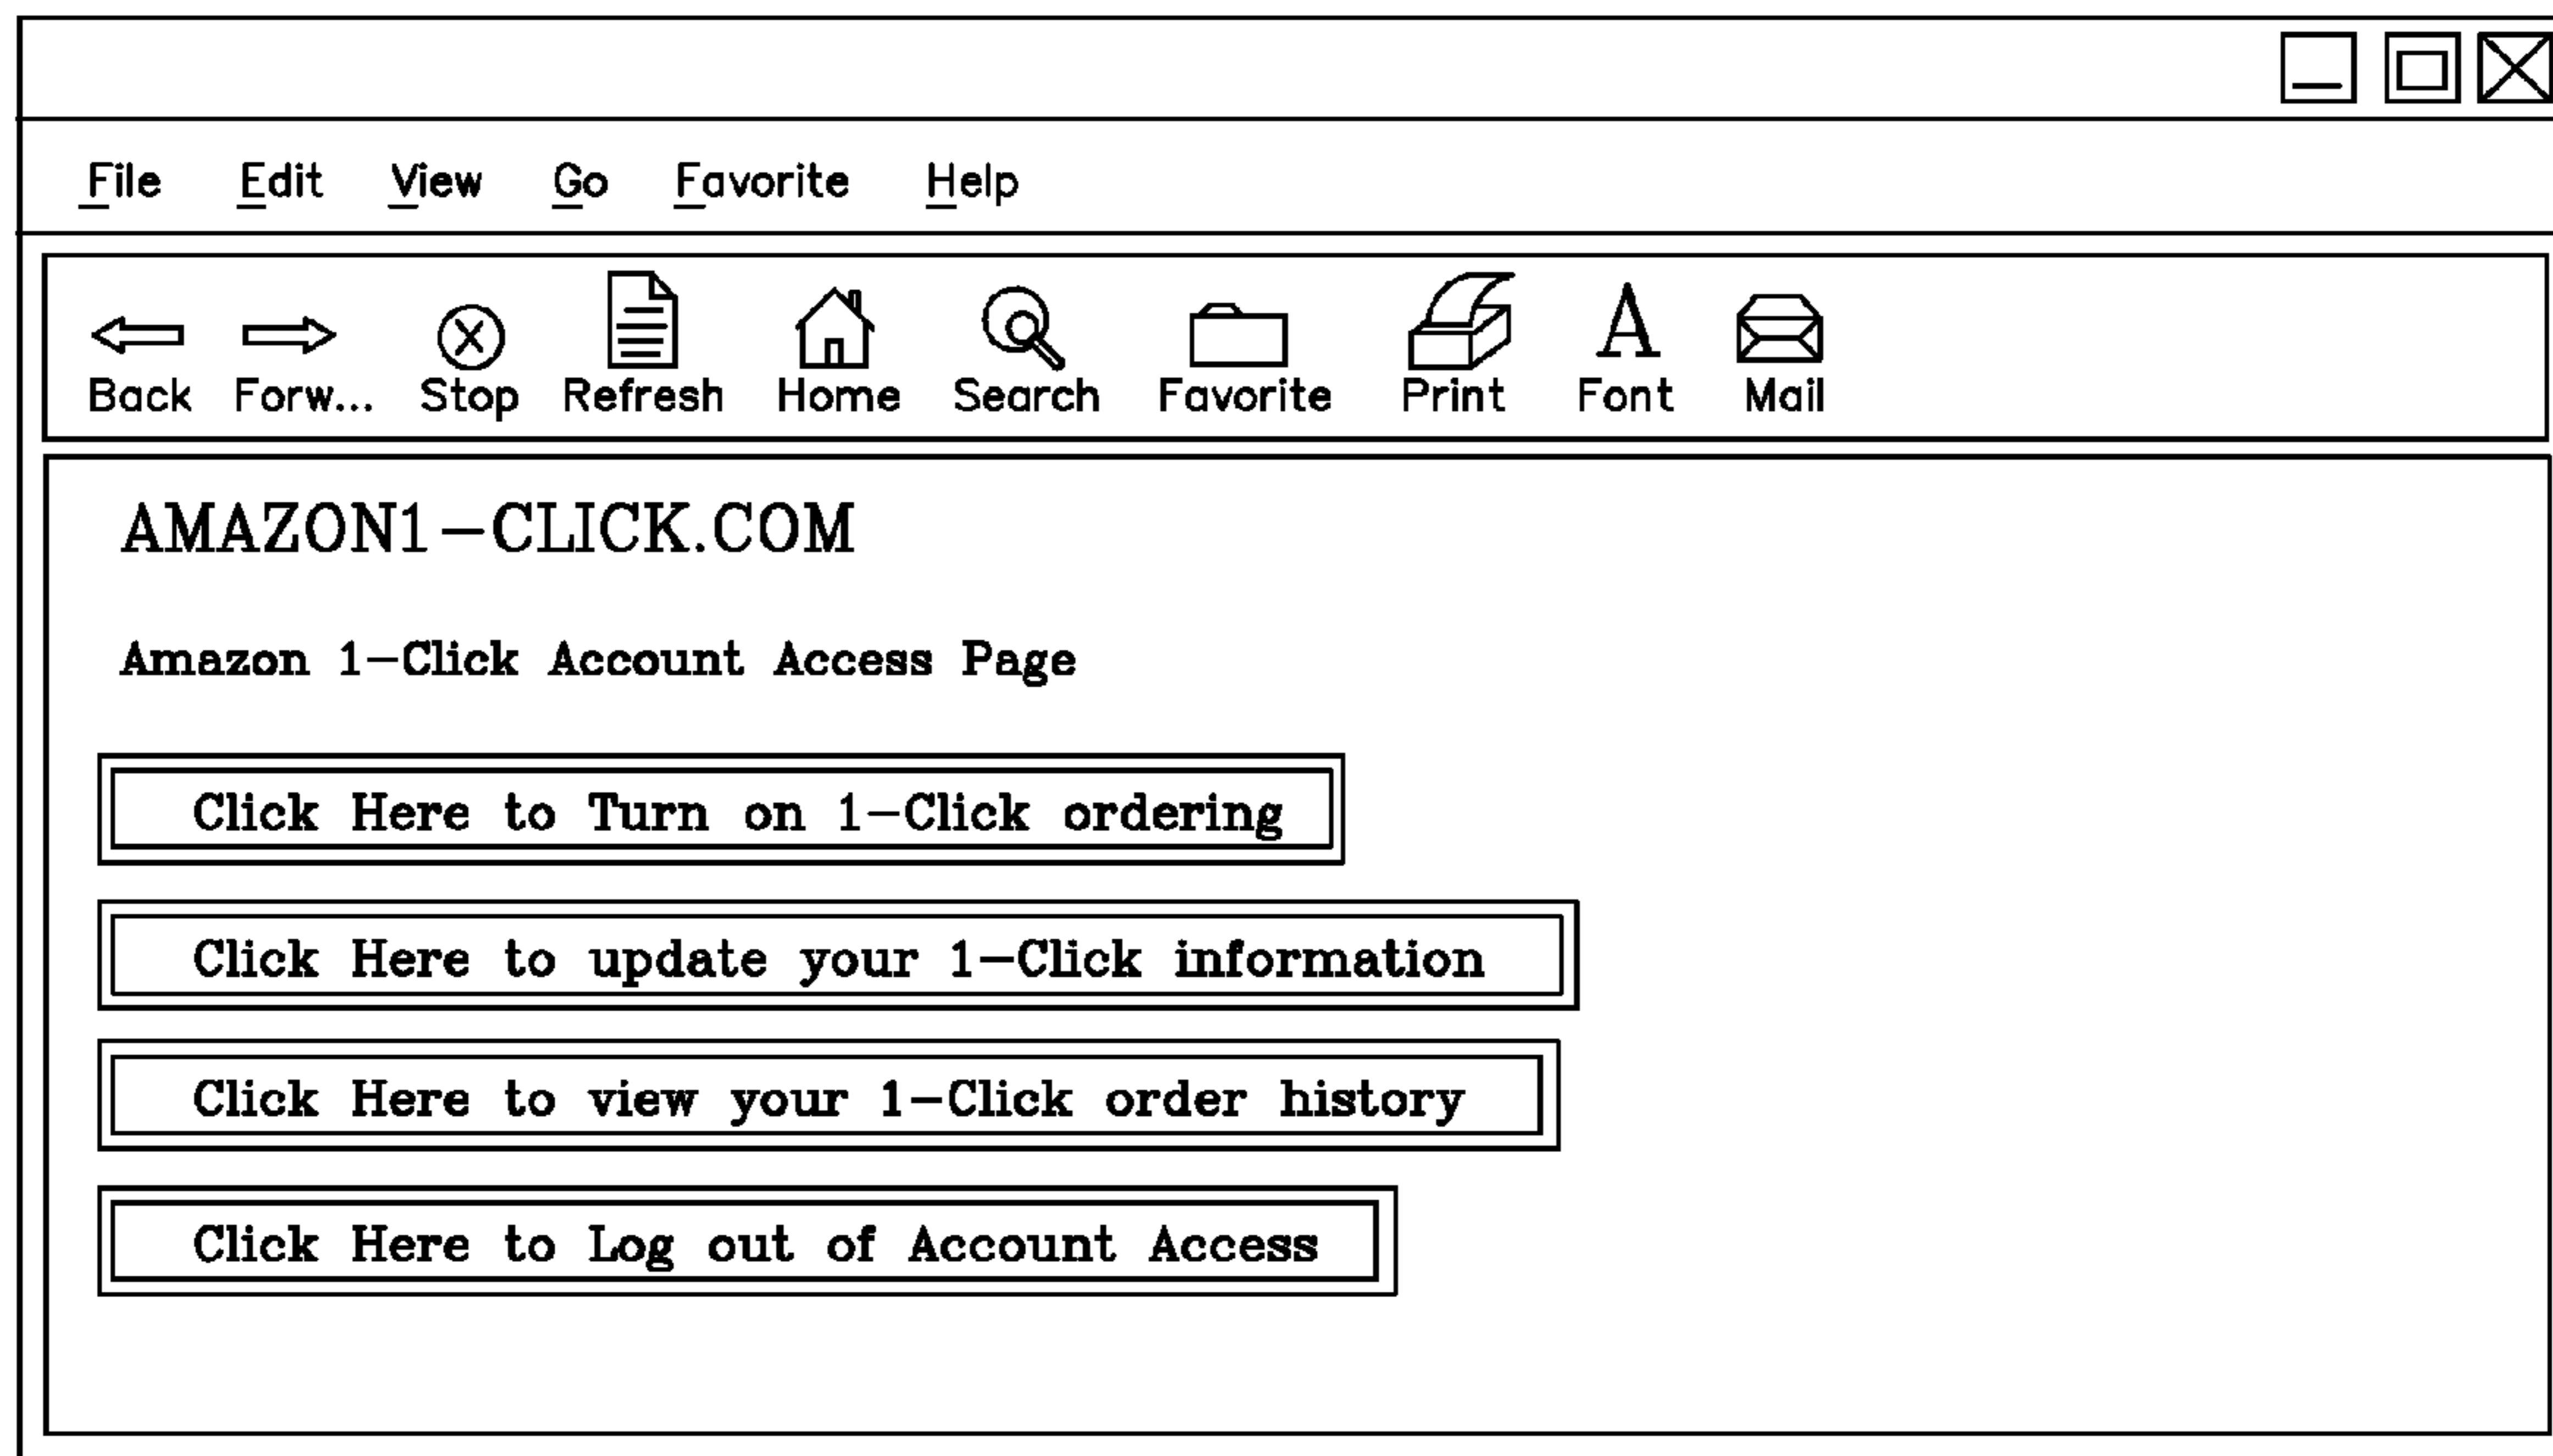 File Edit View Go Favorite Help
Back Forw... Stop Refresh Home Search Favorite Print Font Mail
AMAZON1-CLICK.COM
Amazon 1-Click Account Access Page
Click Here to Turn on 1-Click ordering
Click Here to update your 1-Click information
Click Here to view your 1-Click order history
Click Here to Log out of Account Access